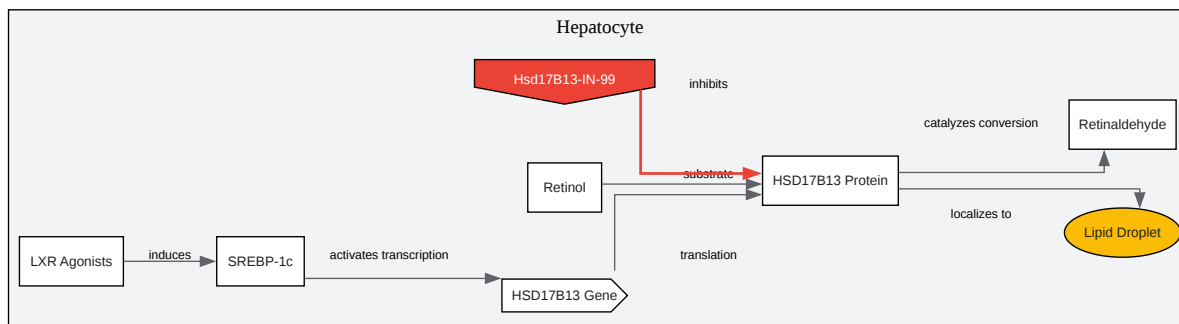 Hepatocyte
Hsd17B13-IN-99
inhibits
catalyzes conversion
Retinaldehyde
Retinol
substrate
HSD17B13 Protein
localizes to
Lipid Droplet
LXR Agonists
induces
SREBP-1c
activates transcription
translation
HSD17B13 Gene